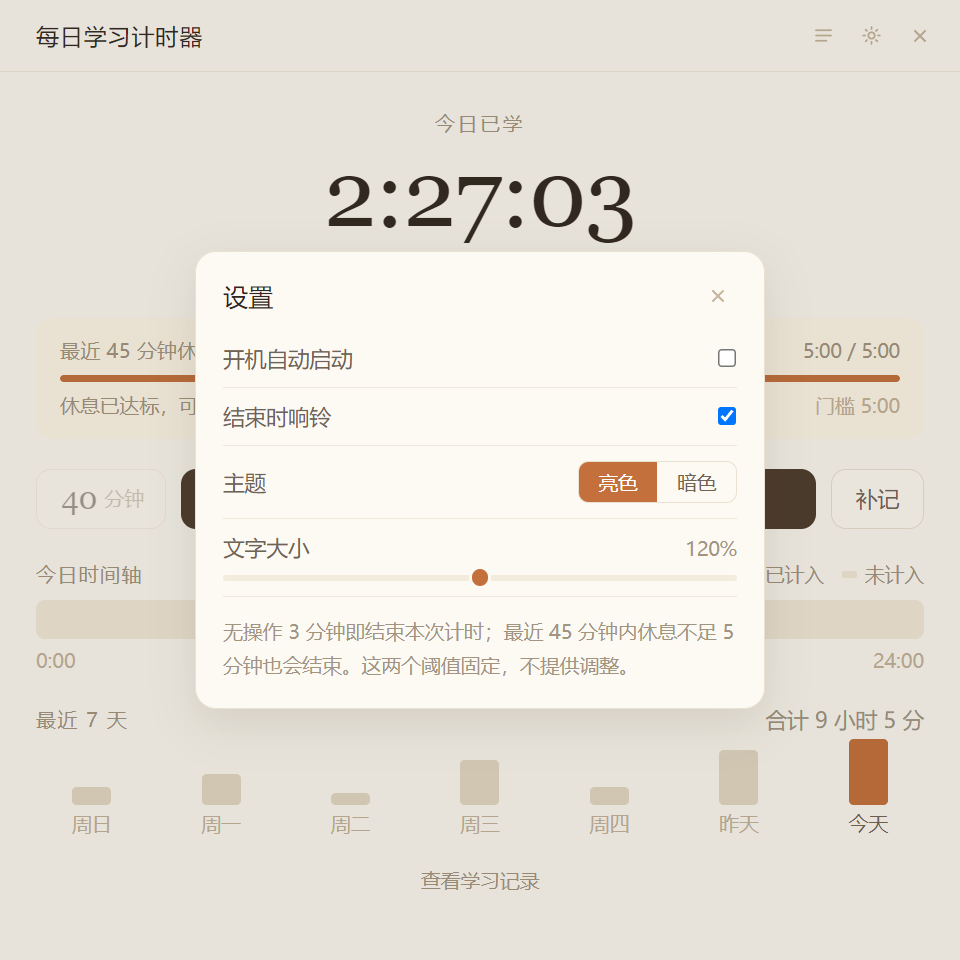 每日学习计时器
今日已学
2:27:03
设置
开机自动启动
结束时响铃
主题
亮色
暗色
文字大小
120%
无操作 3 分钟即结束本次计时；最近 45 分钟内休息不足 5
分钟也会结束。这两个阈值固定，不提供调整。
最近 45 分钟休
5:00 / 5:00
休息已达标，可
门槛 5:00
40 分钟
补记
今日时间轴
已计入
未计入
0:00
24:00
最近 7 天
合计 9 小时 5 分
周日
周一
周二
周三
周四
昨天
今天
查看学习记录